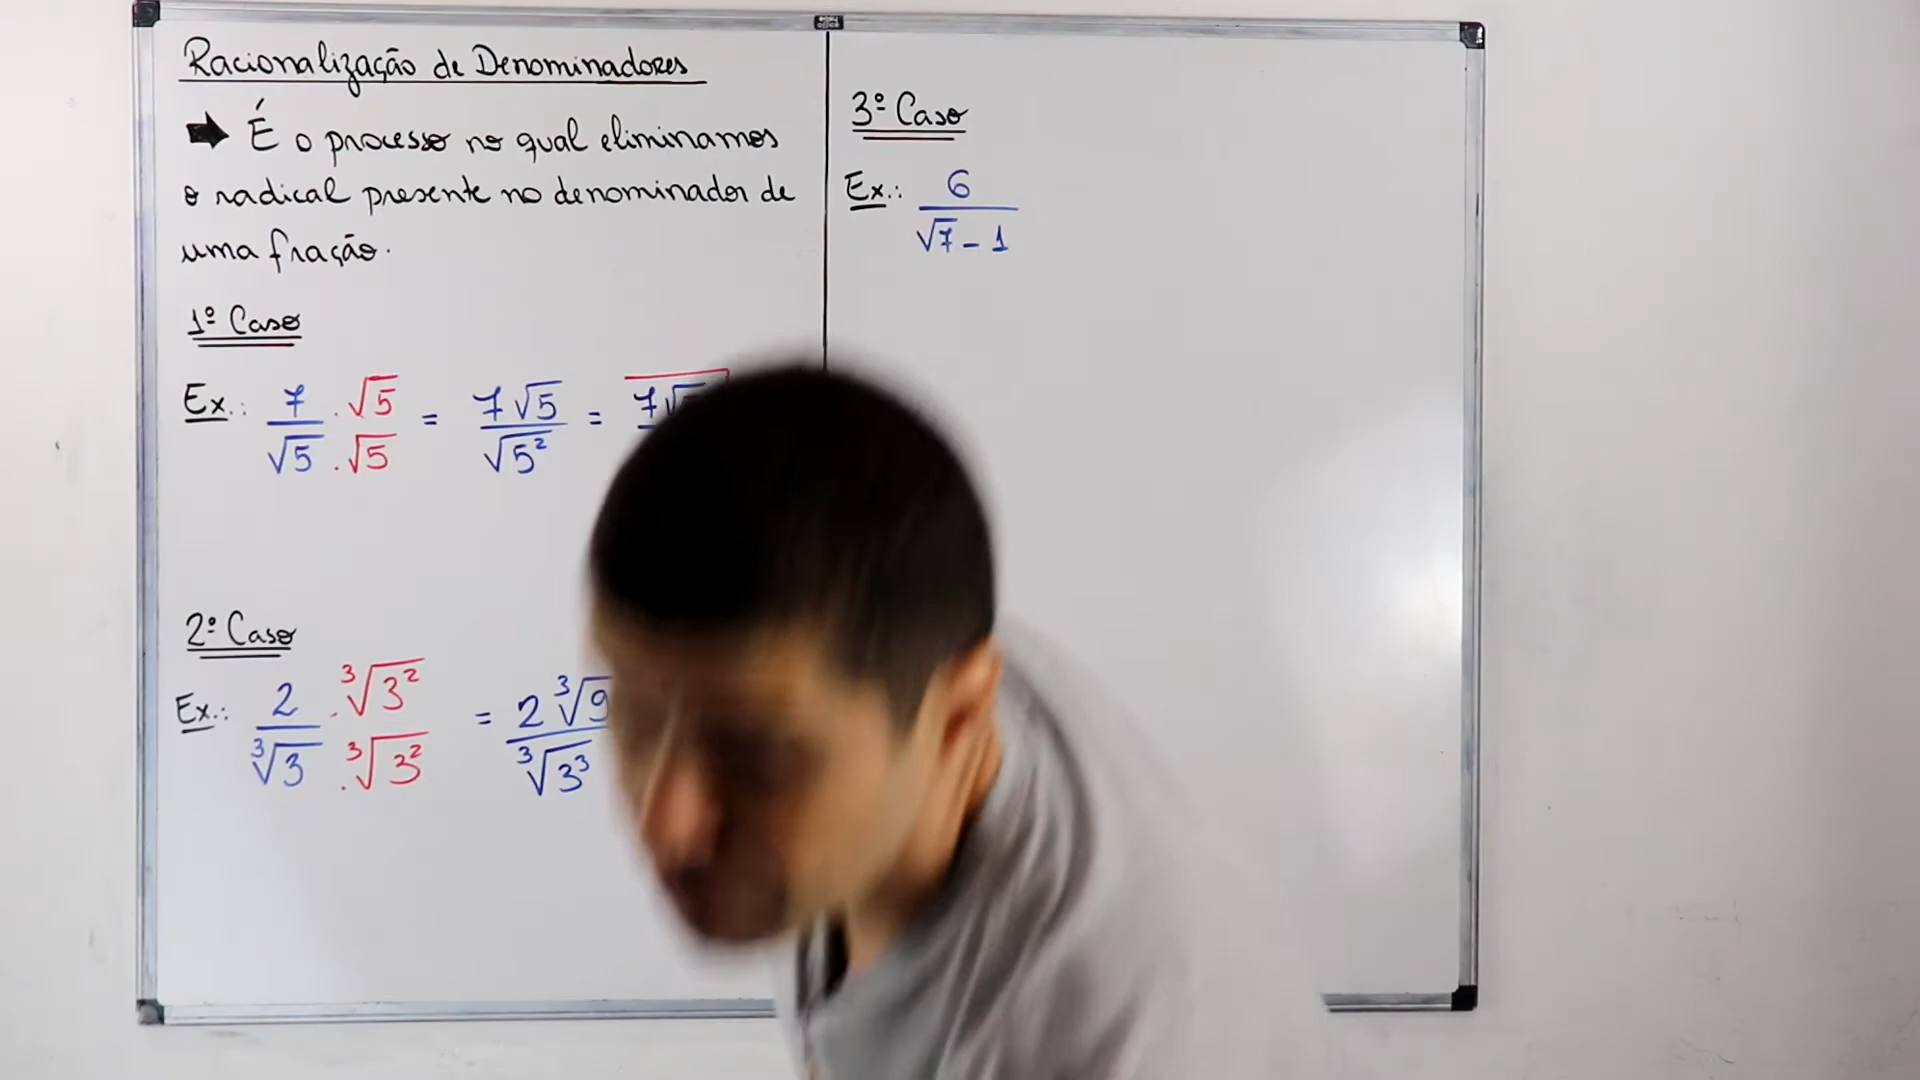 Racionalização de Denominadores
➡ É o processo no qual eliminamos
o radical presente no denominador de
uma fração.
1º Caso
Ex.: 7/√5 · √5/√5 = 7√5/√5² = 7√
2º Caso
Ex.: 2/∛3 · ∛3²/∛3² = 2∛9/∛3³
3º Caso
Ex.: 6/(√7 - 1)